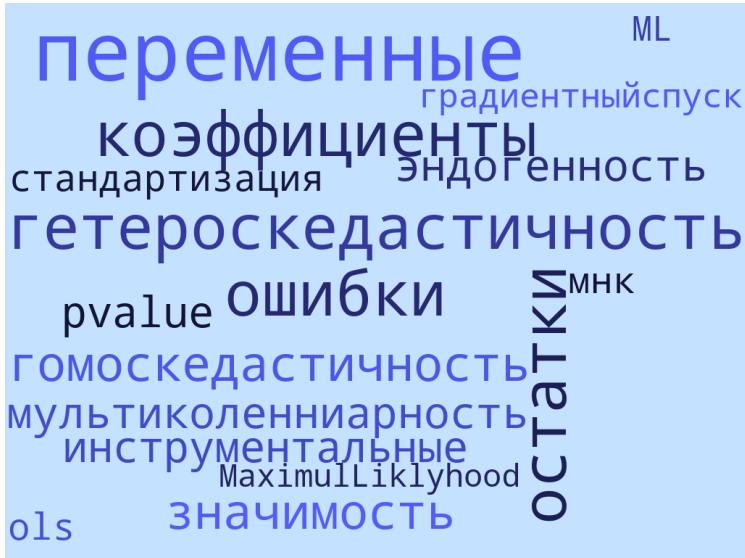 ML
переменные
градиентныйспуск
коэффициенты
эндогенность
стандартизация
гетероскедастичность
ошибки
мнк
pvalue
остатки
гомоскедастичность
мультиколенниарность
инструментальные
MaximulLiklyhood
значимость
ols